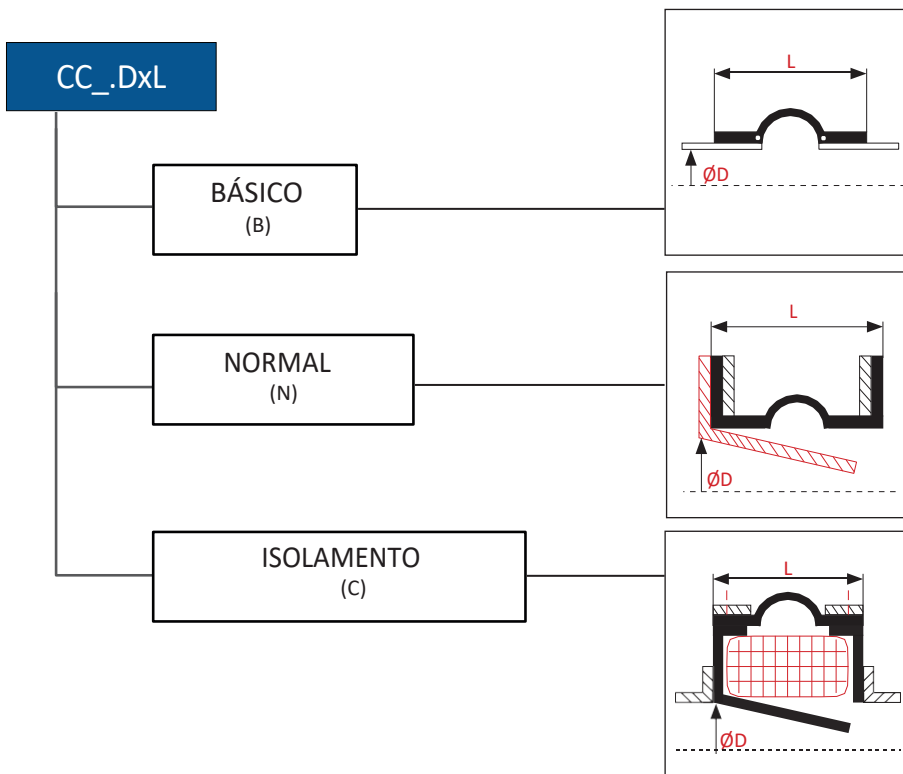 CC_.DxL
BÁSICO
(B)
L
ØD
NORMAL
(N)
L
ØD
ISOLAMENTO
(C)
L
ØD